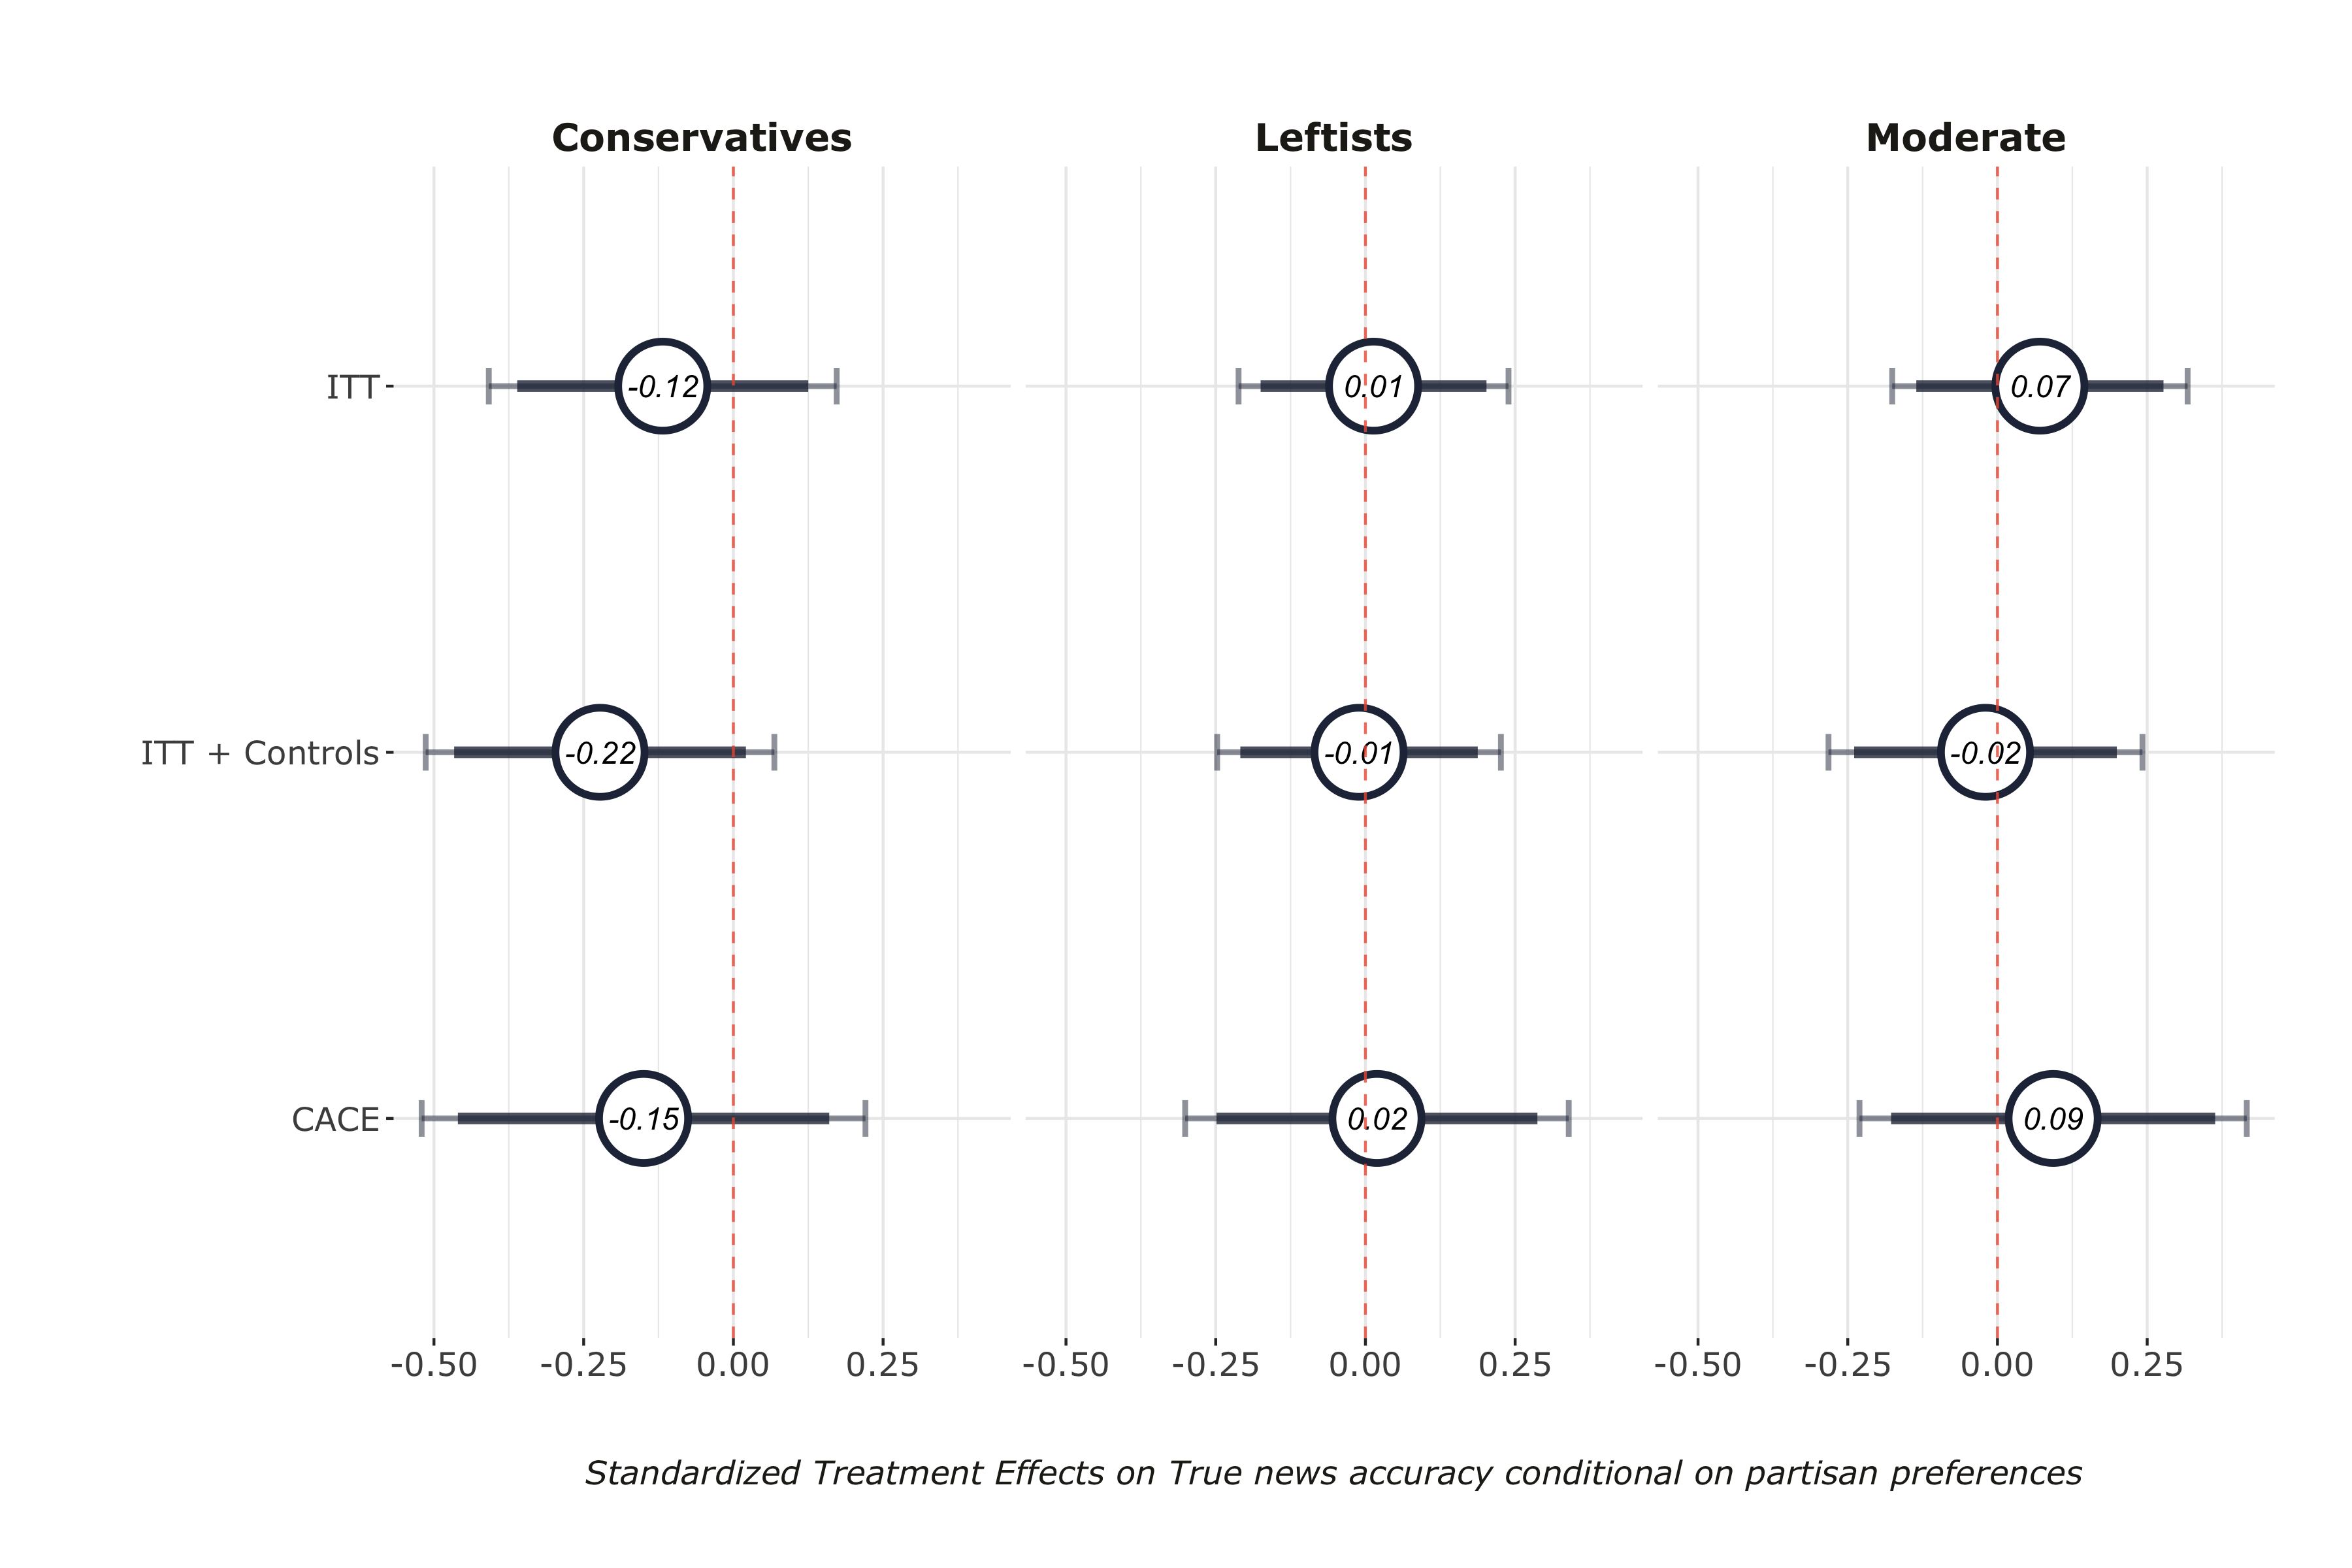 Conservatives Leftists Moderate
ITT -0.12 0.01 0.07
ITT + Controls -0.22 -0.01 -0.02
CACE -0.15 0.02 0.09
-0.50 -0.25 0.00 0.25 -0.50 -0.25 0.00 0.25 -0.50 -0.25 0.00 0.25
Standardized Treatment Effects on True news accuracy conditional on partisan preferences